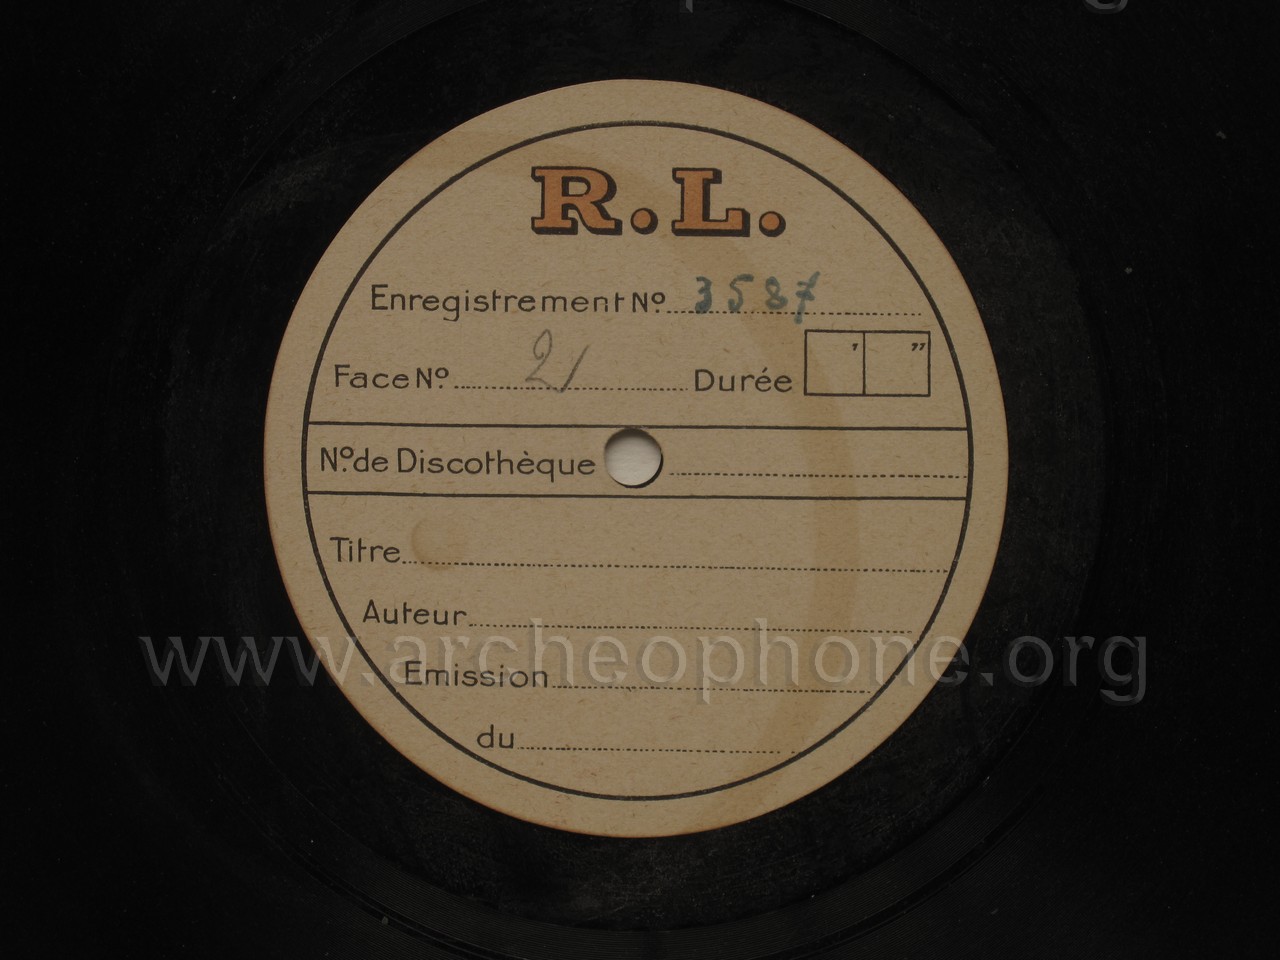 R.L.
Enregistrement Nº 3587
Face Nº 21 Durée ' "
Nº de Discothèque
Titre
Auteur
www.archeophone.org
Emission
du